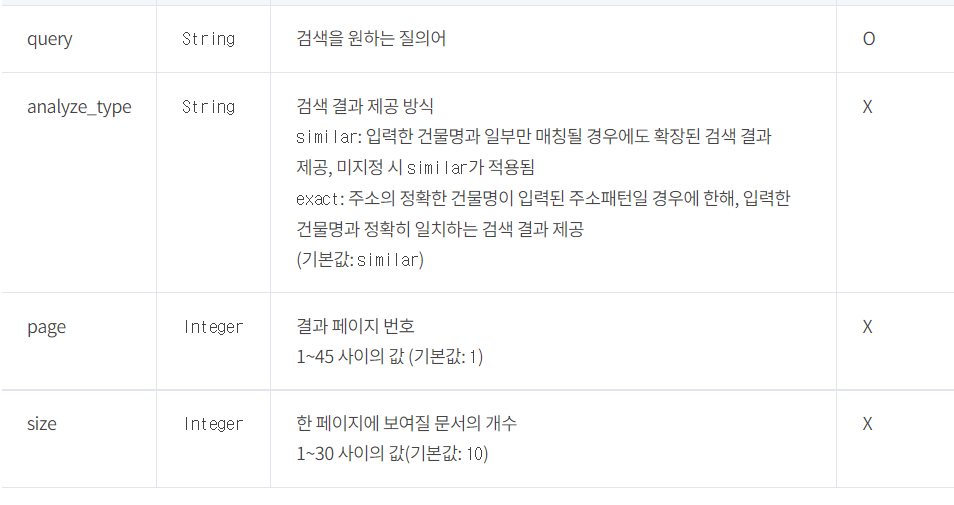 query String 검색을 원하는 질의어 O
analyze_type String 검색 결과 제공 방식 X
similar: 입력한 건물명과 일부만 매칭될 경우에도 확장된 검색 결과
제공, 미지정 시 similar가 적용됨
exact: 주소의 정확한 건물명이 입력된 주소패턴일 경우에 한해, 입력한
건물명과 정확히 일치하는 검색 결과 제공
(기본값: similar)
page Integer 결과 페이지 번호 X
1~45 사이의 값 (기본값: 1)
size Integer 한 페이지에 보여질 문서의 개수 X
1~30 사이의 값(기본값: 10)